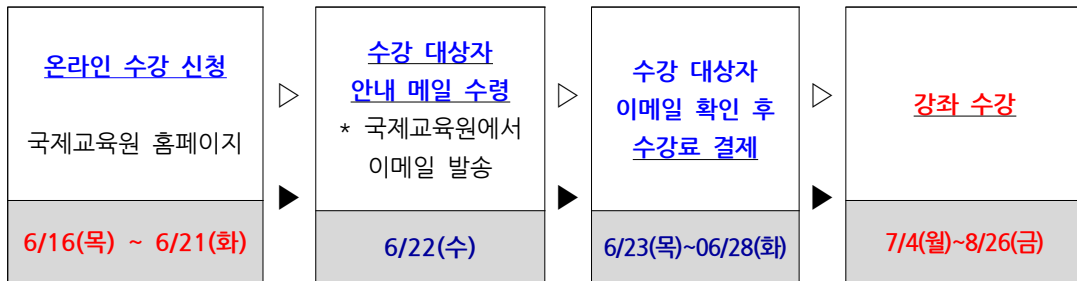 온라인 수강 신청
국제교육원 홈페이지
6/16(목) ~ 6/21(화)
▷
▶
수강 대상자
안내 메일 수령
* 국제교육원에서
이메일 발송
6/22(수)
▷
▶
수강 대상자
이메일 확인 후
수강료 결제
6/23(목)~06/28(화)
▷
▶
강좌 수강
7/4(월)~8/26(금)